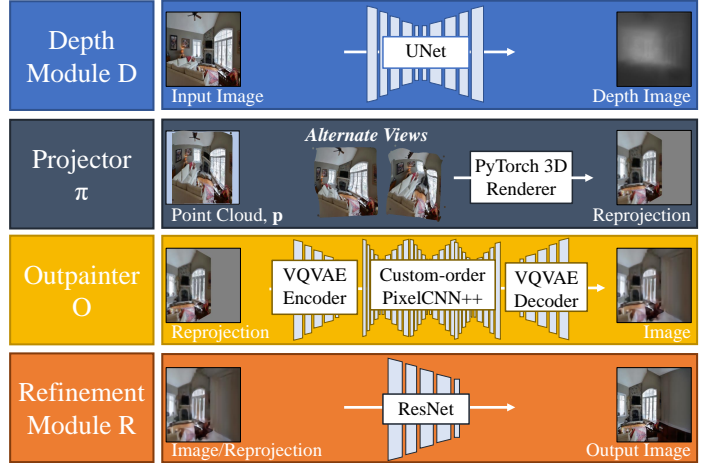 Depth
Module D
UNet
Input Image
Depth Image
Projector
π
Alternate Views
PyTorch 3D
Renderer
Point Cloud, p
Reprojection
Outpainter
O
VQVAE
Encoder
Custom-order
PixelCNN++
VQVAE
Decoder
Reprojection
Image
Refinement
Module R
ResNet
Image/Reprojection
Output Image